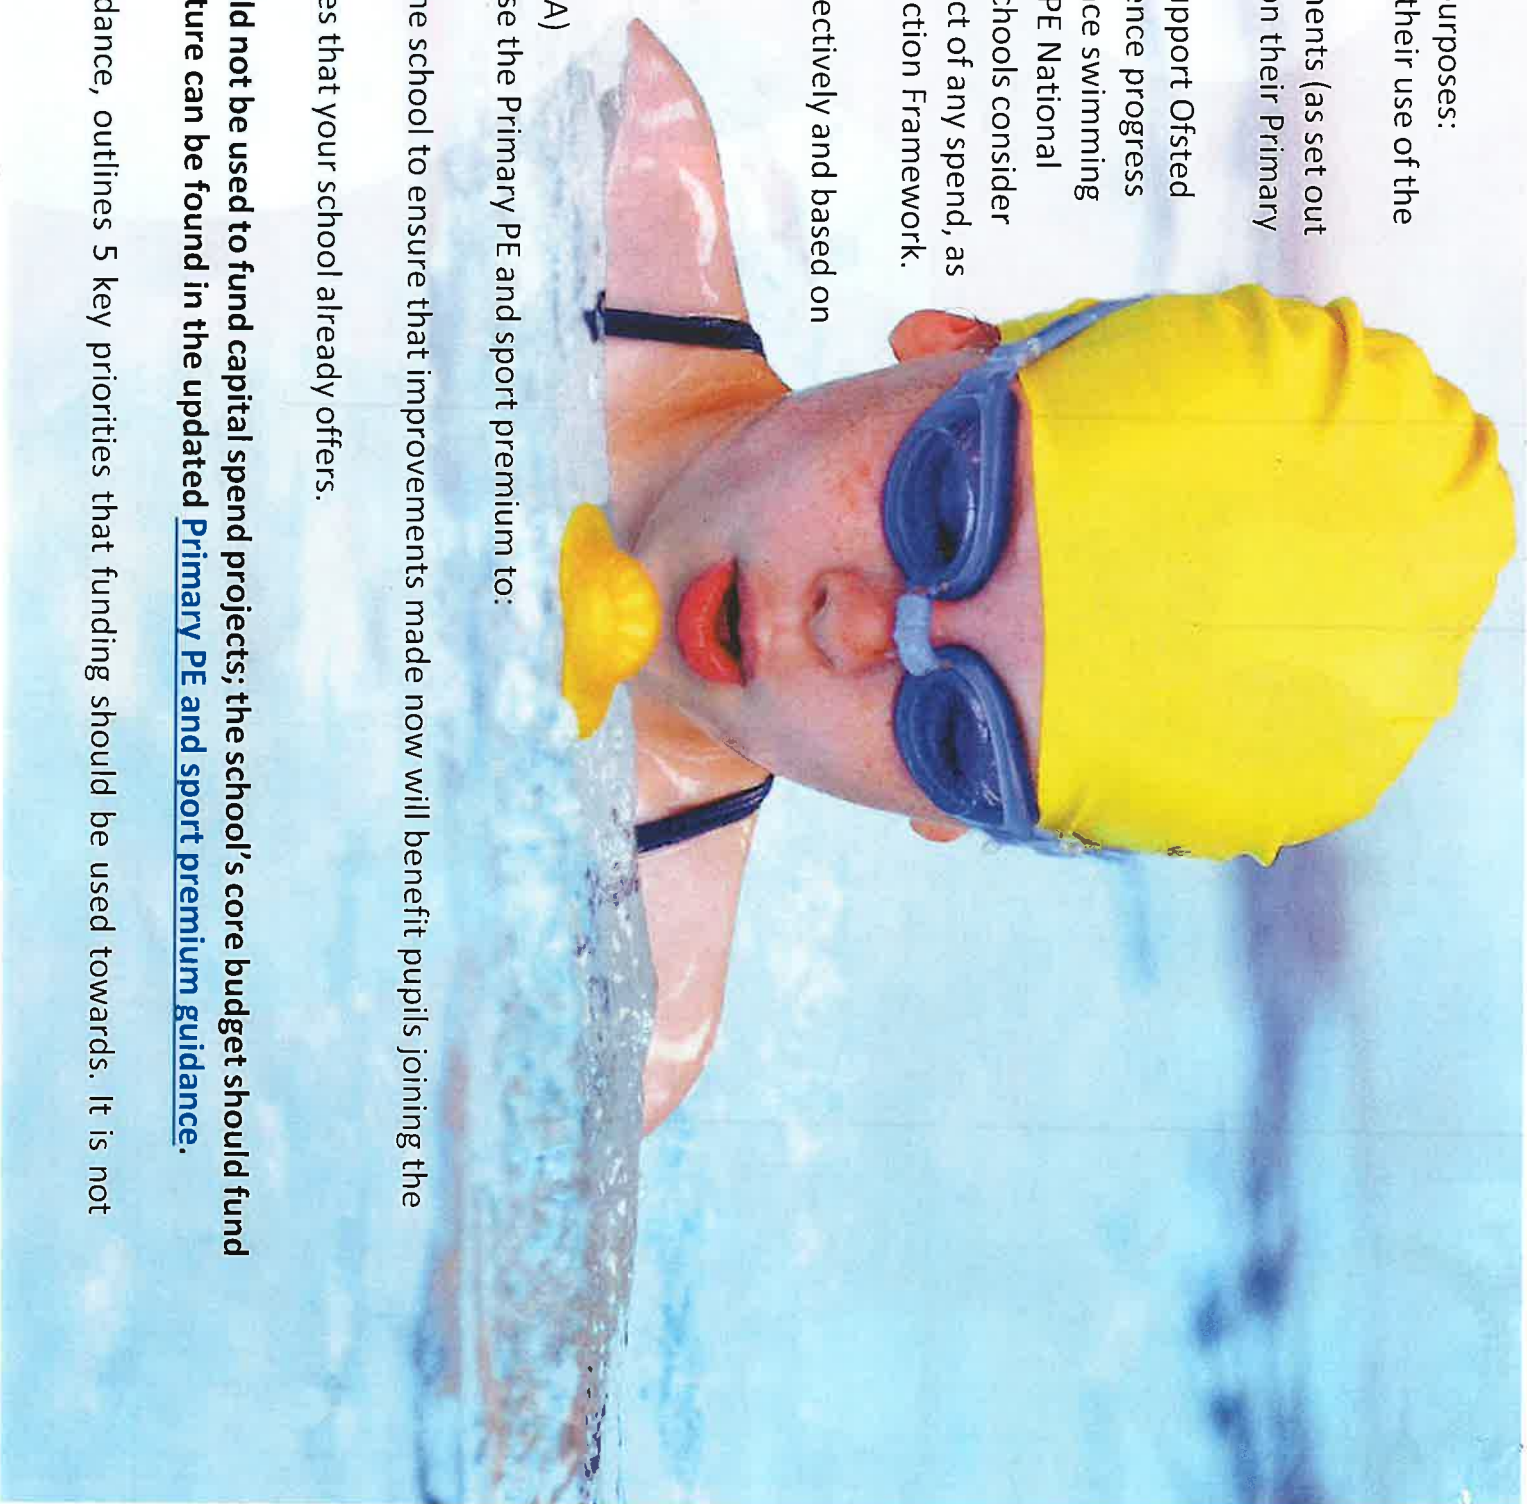 urposes:
their use of the
nents (as set out
on their Primary
upport Ofsted
ence progress
ce swimming
PE National
chools consider
ct of any spend, as
ction Framework.
ectively and based on
A)
se the Primary PE and sport premium to:
ne school to ensure that improvements made now will benefit pupils joining the
es that your school already offers.
ld not be used to fund capital spend projects; the school's core budget should fund
ture can be found in the updated Primary PE and sport premium guidance.
dance, outlines 5 key priorities that funding should be used towards. It is not